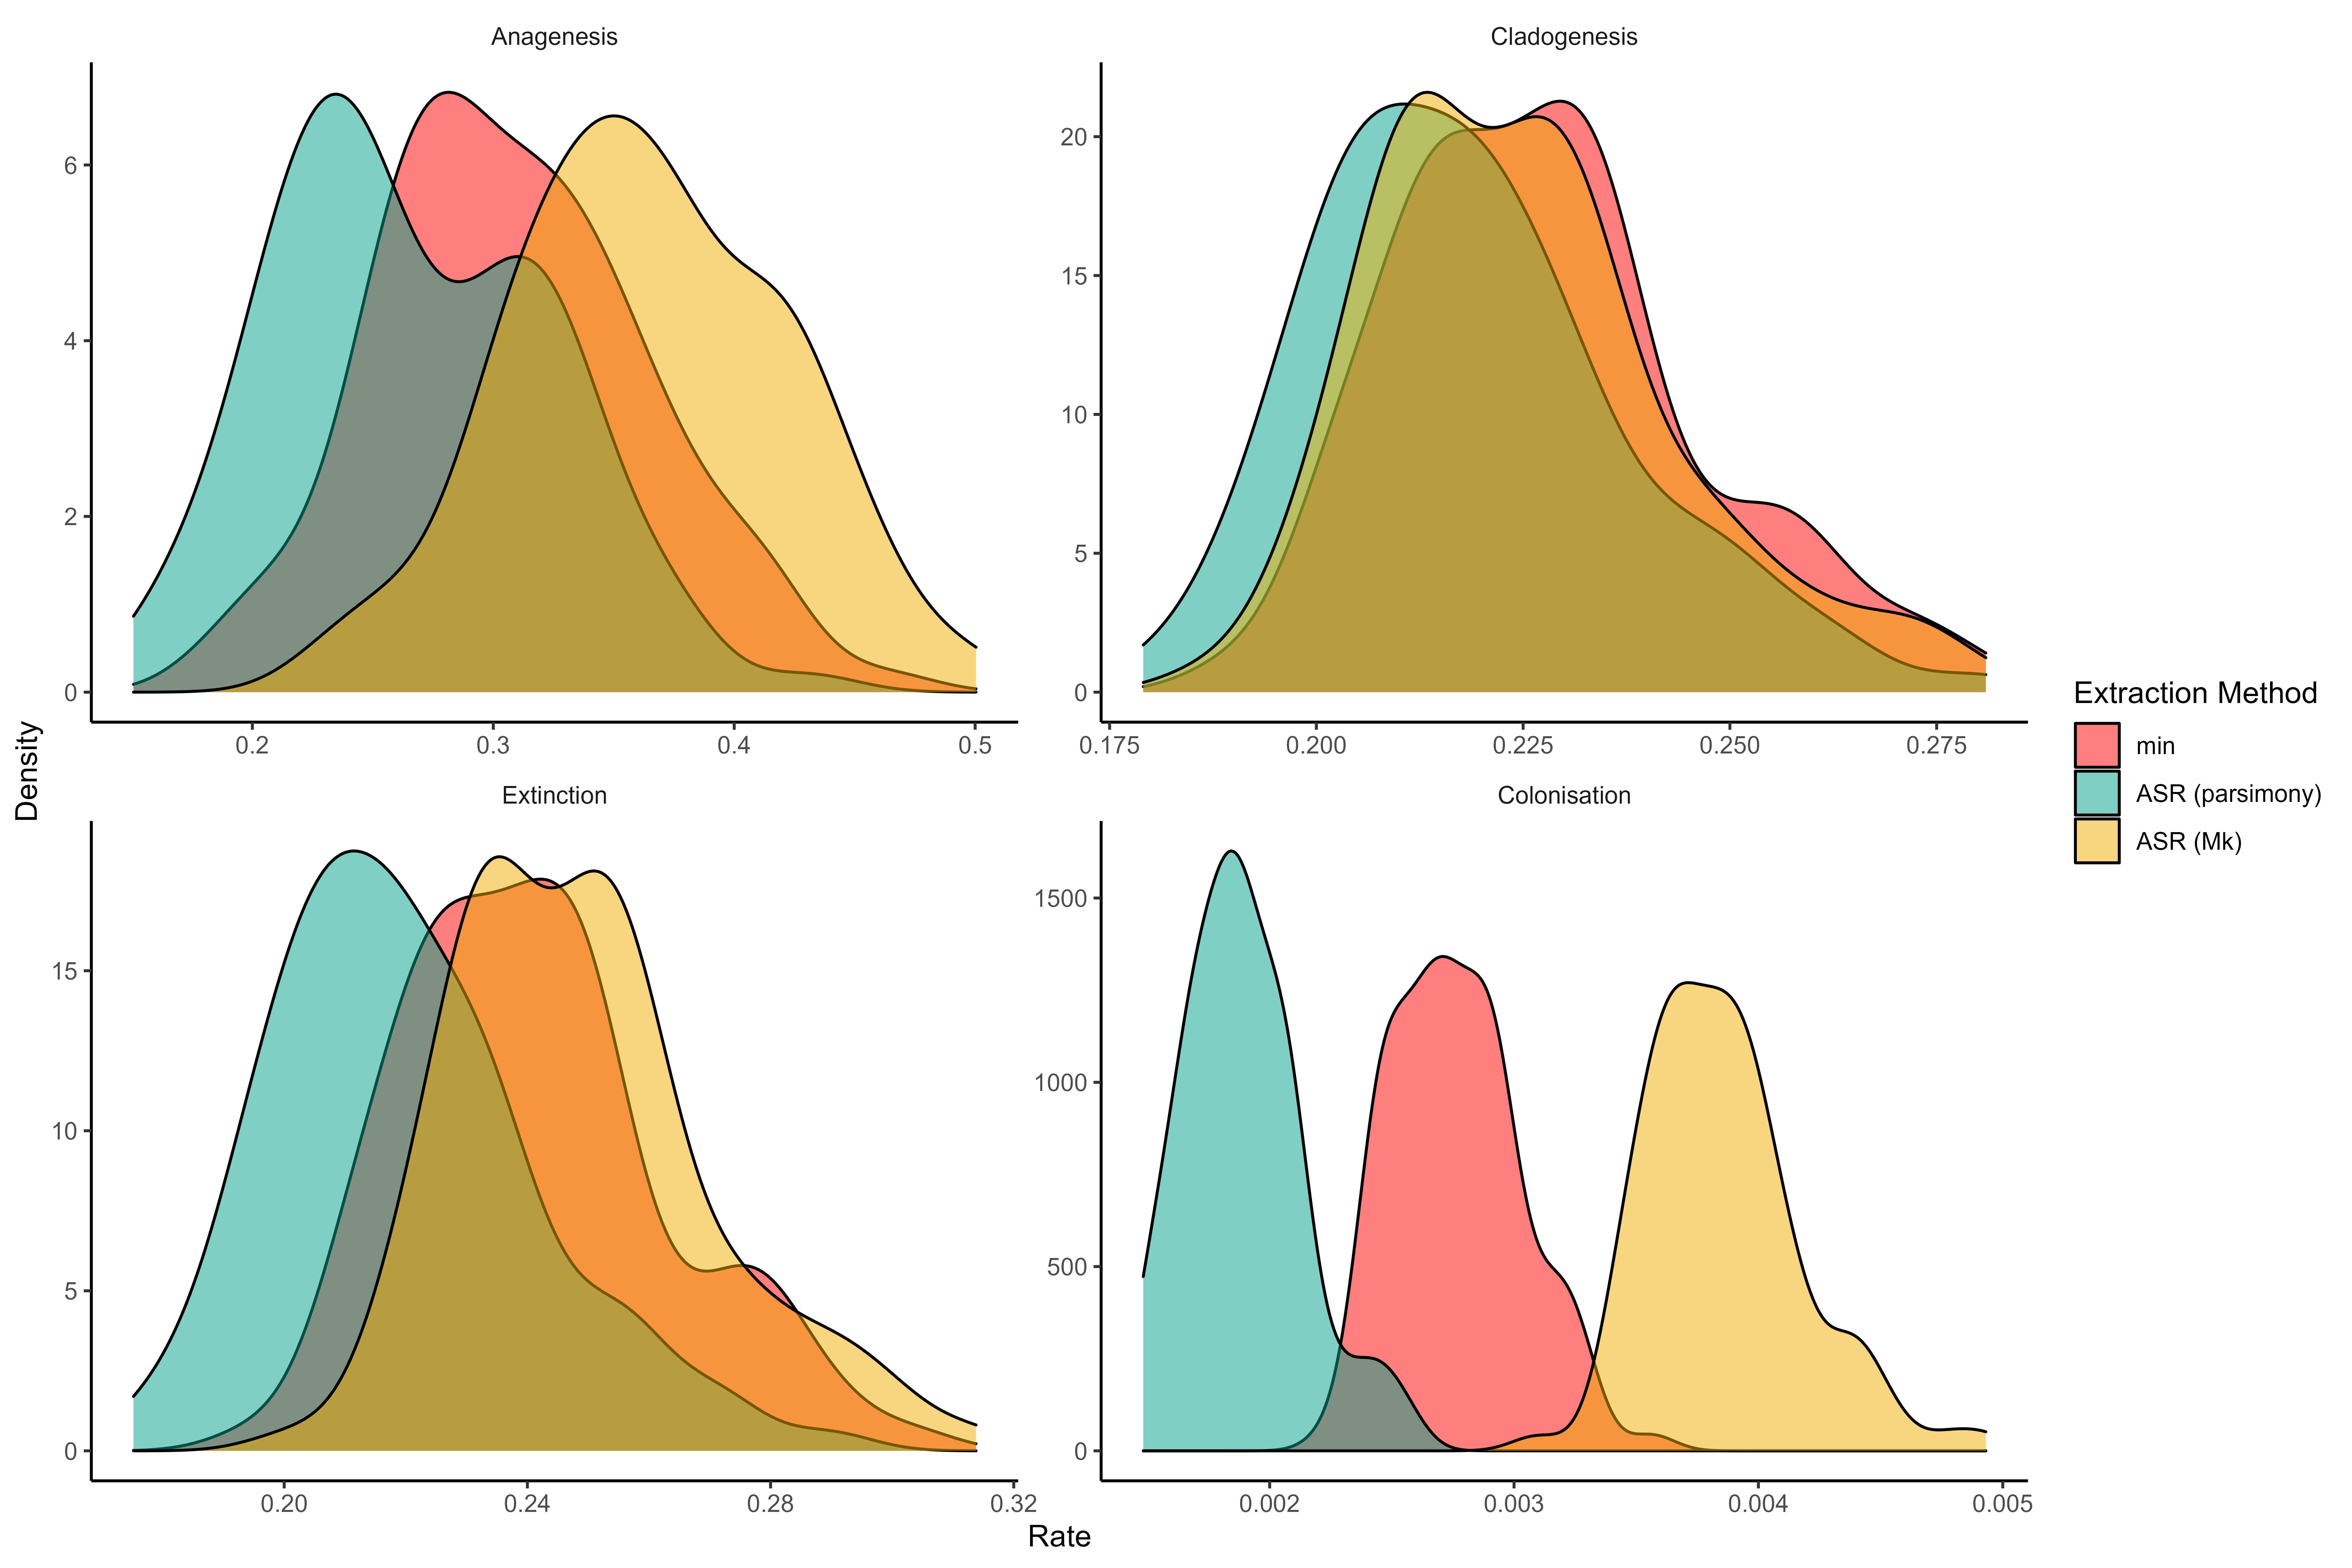 Anagenesis
6
4
2
0
0.2 0.3 0.4 0.5
Cladogenesis
20
15
10
5
0
0.175 0.200 0.225 0.250 0.275
Extinction
15
10
5
0
0.20 0.24 0.28 0.32
Colonisation
1500
1000
500
0
0.002 0.003 0.004 0.005
Density
Rate
Extraction Method
min
ASR (parsimony)
ASR (Mk)